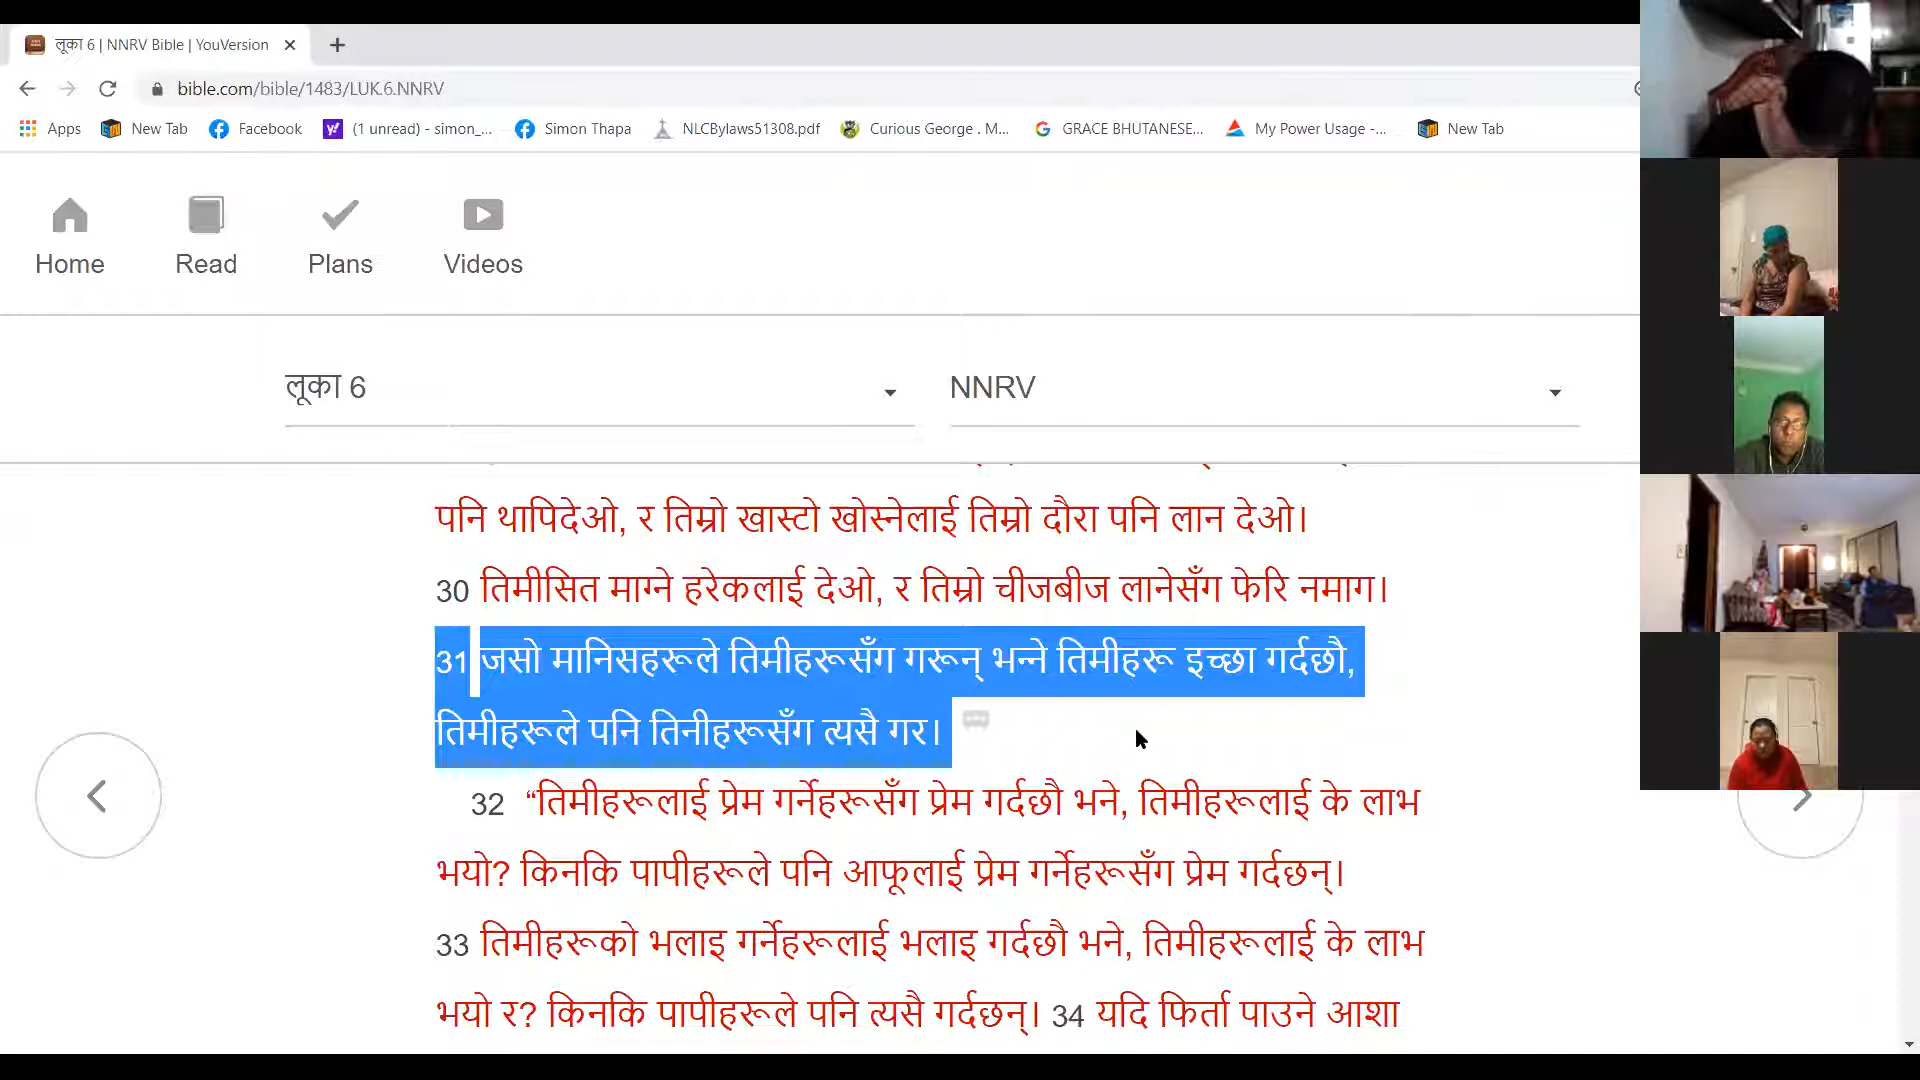 लूका 6 | NNRV Bible | YouVersion
bible.com/bible/1483/LUK.6.NNRV
Apps New Tab Facebook (1 unread) - simon_... Simon Thapa NLCBylaws51308.pdf Curious George . M... GRACE BHUTANESE... My Power Usage -... New Tab
Home Read Plans Videos
लूका 6 NNRV
पनि थापिदेओ, र तिम्रो खास्टो खोस्नेलाई तिम्रो दौरा पनि लान देओ।
30 तिमीसित माग्ने हरेकलाई देओ, र तिम्रो चीजबीज लानेसँग फेरि नमाग।
31 जसो मानिसहरूले तिमीहरूसँग गरून् भन्ने तिमीहरू इच्छा गर्दछौ,
तिमीहरूले पनि तिनीहरूसँग त्यसै गर।
32 “तिमीहरूलाई प्रेम गर्नेहरूसँग प्रेम गर्दछौ भने, तिमीहरूलाई के लाभ
भयो? किनकि पापीहरूले पनि आफूलाई प्रेम गर्नेहरूसँग प्रेम गर्दछन्।
33 तिमीहरूको भलाइ गर्नेहरूलाई भलाइ गर्दछौ भने, तिमीहरूलाई के लाभ
भयो र? किनकि पापीहरूले पनि त्यसै गर्दछन्। 34 यदि फिर्ता पाउने आशा